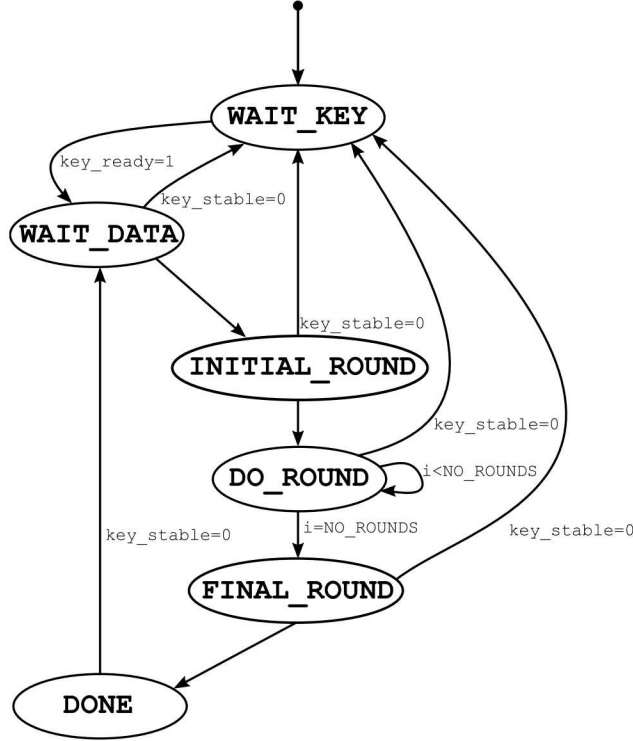 WAIT_KEY
key_ready=1
key_stable=0
WAIT_DATA
key_stable=0
INITIAL_ROUND
key_stable=0
DO_ROUND
i<NO_ROUNDS
i=NO_ROUNDS
key_stable=0
key_stable=0
FINAL_ROUND
DONE